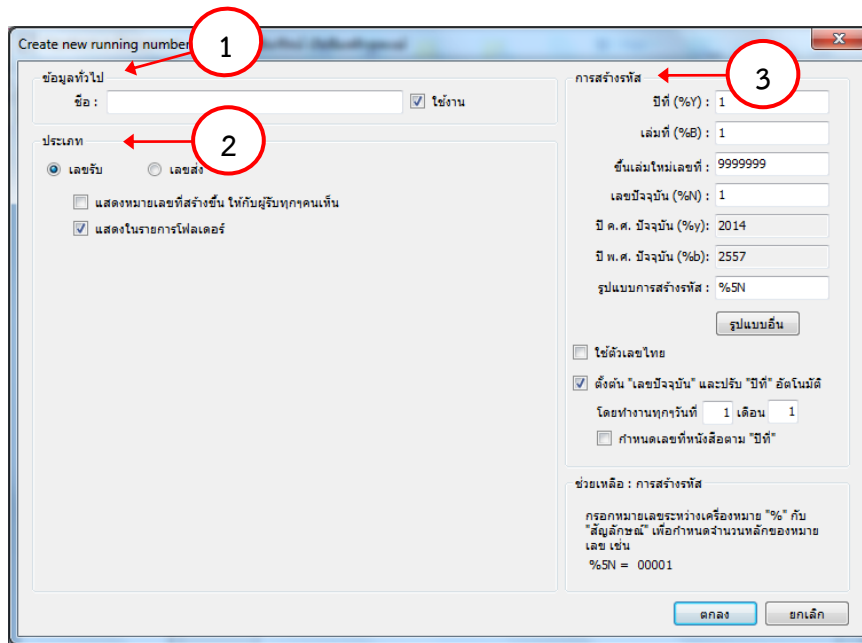 Create new running number
1
ข้อมูลทั่วไป
ชื่อ :
ใช้งาน
2
ประเภท
เลขรับ
เลขส่ง
แสดงหมายเลขที่สร้างขึ้น ให้กับผู้รับทุกๆคนเห็น
แสดงในรายการโฟลเดอร์
3
การสร้างรหัส
ปีที่ (%Y) : 1
เล่มที่ (%B) : 1
ขึ้นเล่มใหม่เลขที่ : 9999999
เลขปัจจุบัน (%N) : 1
ปี ค.ศ. ปัจจุบัน (%y): 2014
ปี พ.ศ. ปัจจุบัน (%b): 2557
รูปแบบการสร้างรหัส : %5N
รูปแบบอื่น
ใช้ตัวเลขไทย
ตั้งต้น "เลขปัจจุบัน" และปรับ "ปีที่" อัตโนมัติ
โดยทำงานทุกๆวันที่ 1 เดือน 1
กำหนดเลขที่หนังสือตาม "ปีที่"
ช่วยเหลือ : การสร้างรหัส
กรอกหมายเลขระหว่างเครื่องหมาย "%" กับ
"สัญลักษณ์" เพื่อกำหนดจำนวนหลักของหมาย
เลข เช่น
%5N = 00001
ตกลง
ยกเลิก